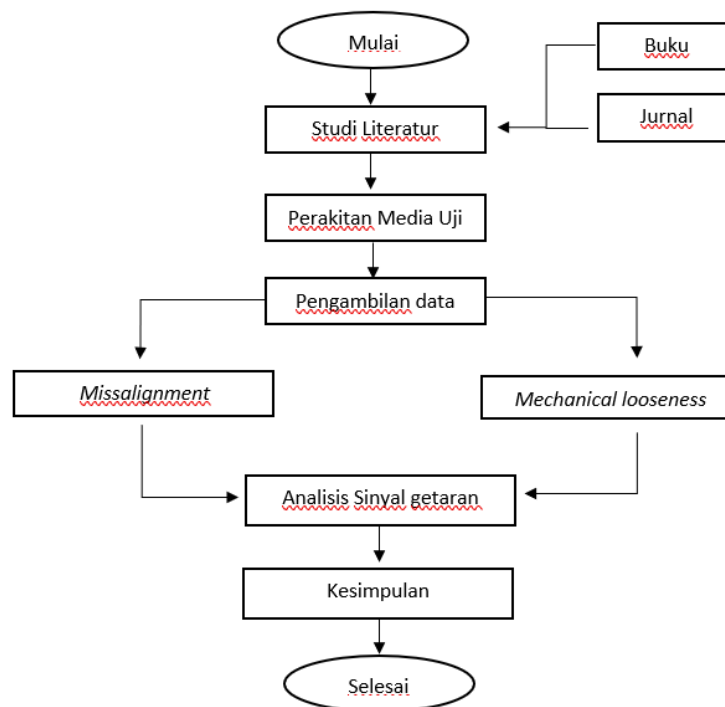 Mulai
Buku
Studi Literatur
Jurnal
Perakitan Media Uji
Pengambilan data
Missalignment
Mechanical looseness
Analisis Sinyal getaran
Kesimpulan
Selesai